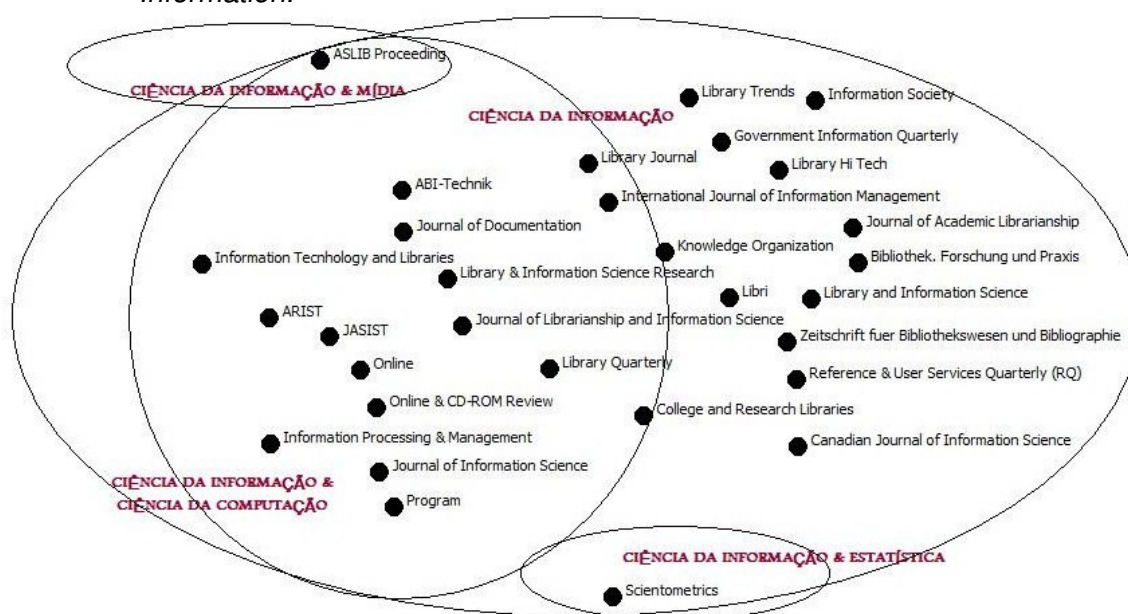 Information.
ASLIB Proceeding
CIÊNCIA DA INFORMAÇÃO & MÍDIA
Library Trends
Information Society
CIÊNCIA DA INFORMAÇÃO
Government Information Quarterly
Library Journal
Library Hi Tech
ABI-Technik
International Journal of Information Management
Journal of Documentation
Journal of Academic Librarianship
Knowledge Organization
Information Tecnhology and Libraries
Bibliothek. Forschung und Praxis
Library & Information Science Research
Libri
Library and Information Science
ARIST
Journal of Librarianship and Information Science
JASIST
Zeitschrift fuer Bibliothekswesen und Bibliographie
Online
Library Quarterly
Reference & User Services Quarterly (RQ)
Online & CD-ROM Review
College and Research Libraries
Information Processing & Management
Canadian Journal of Information Science
Journal of Information Science
CIÊNCIA DA INFORMAÇÃO &
CIÊNCIA DA COMPUTAÇÃO
Program
CIÊNCIA DA INFORMAÇÃO & ESTATÍSTICA
Scientometrics